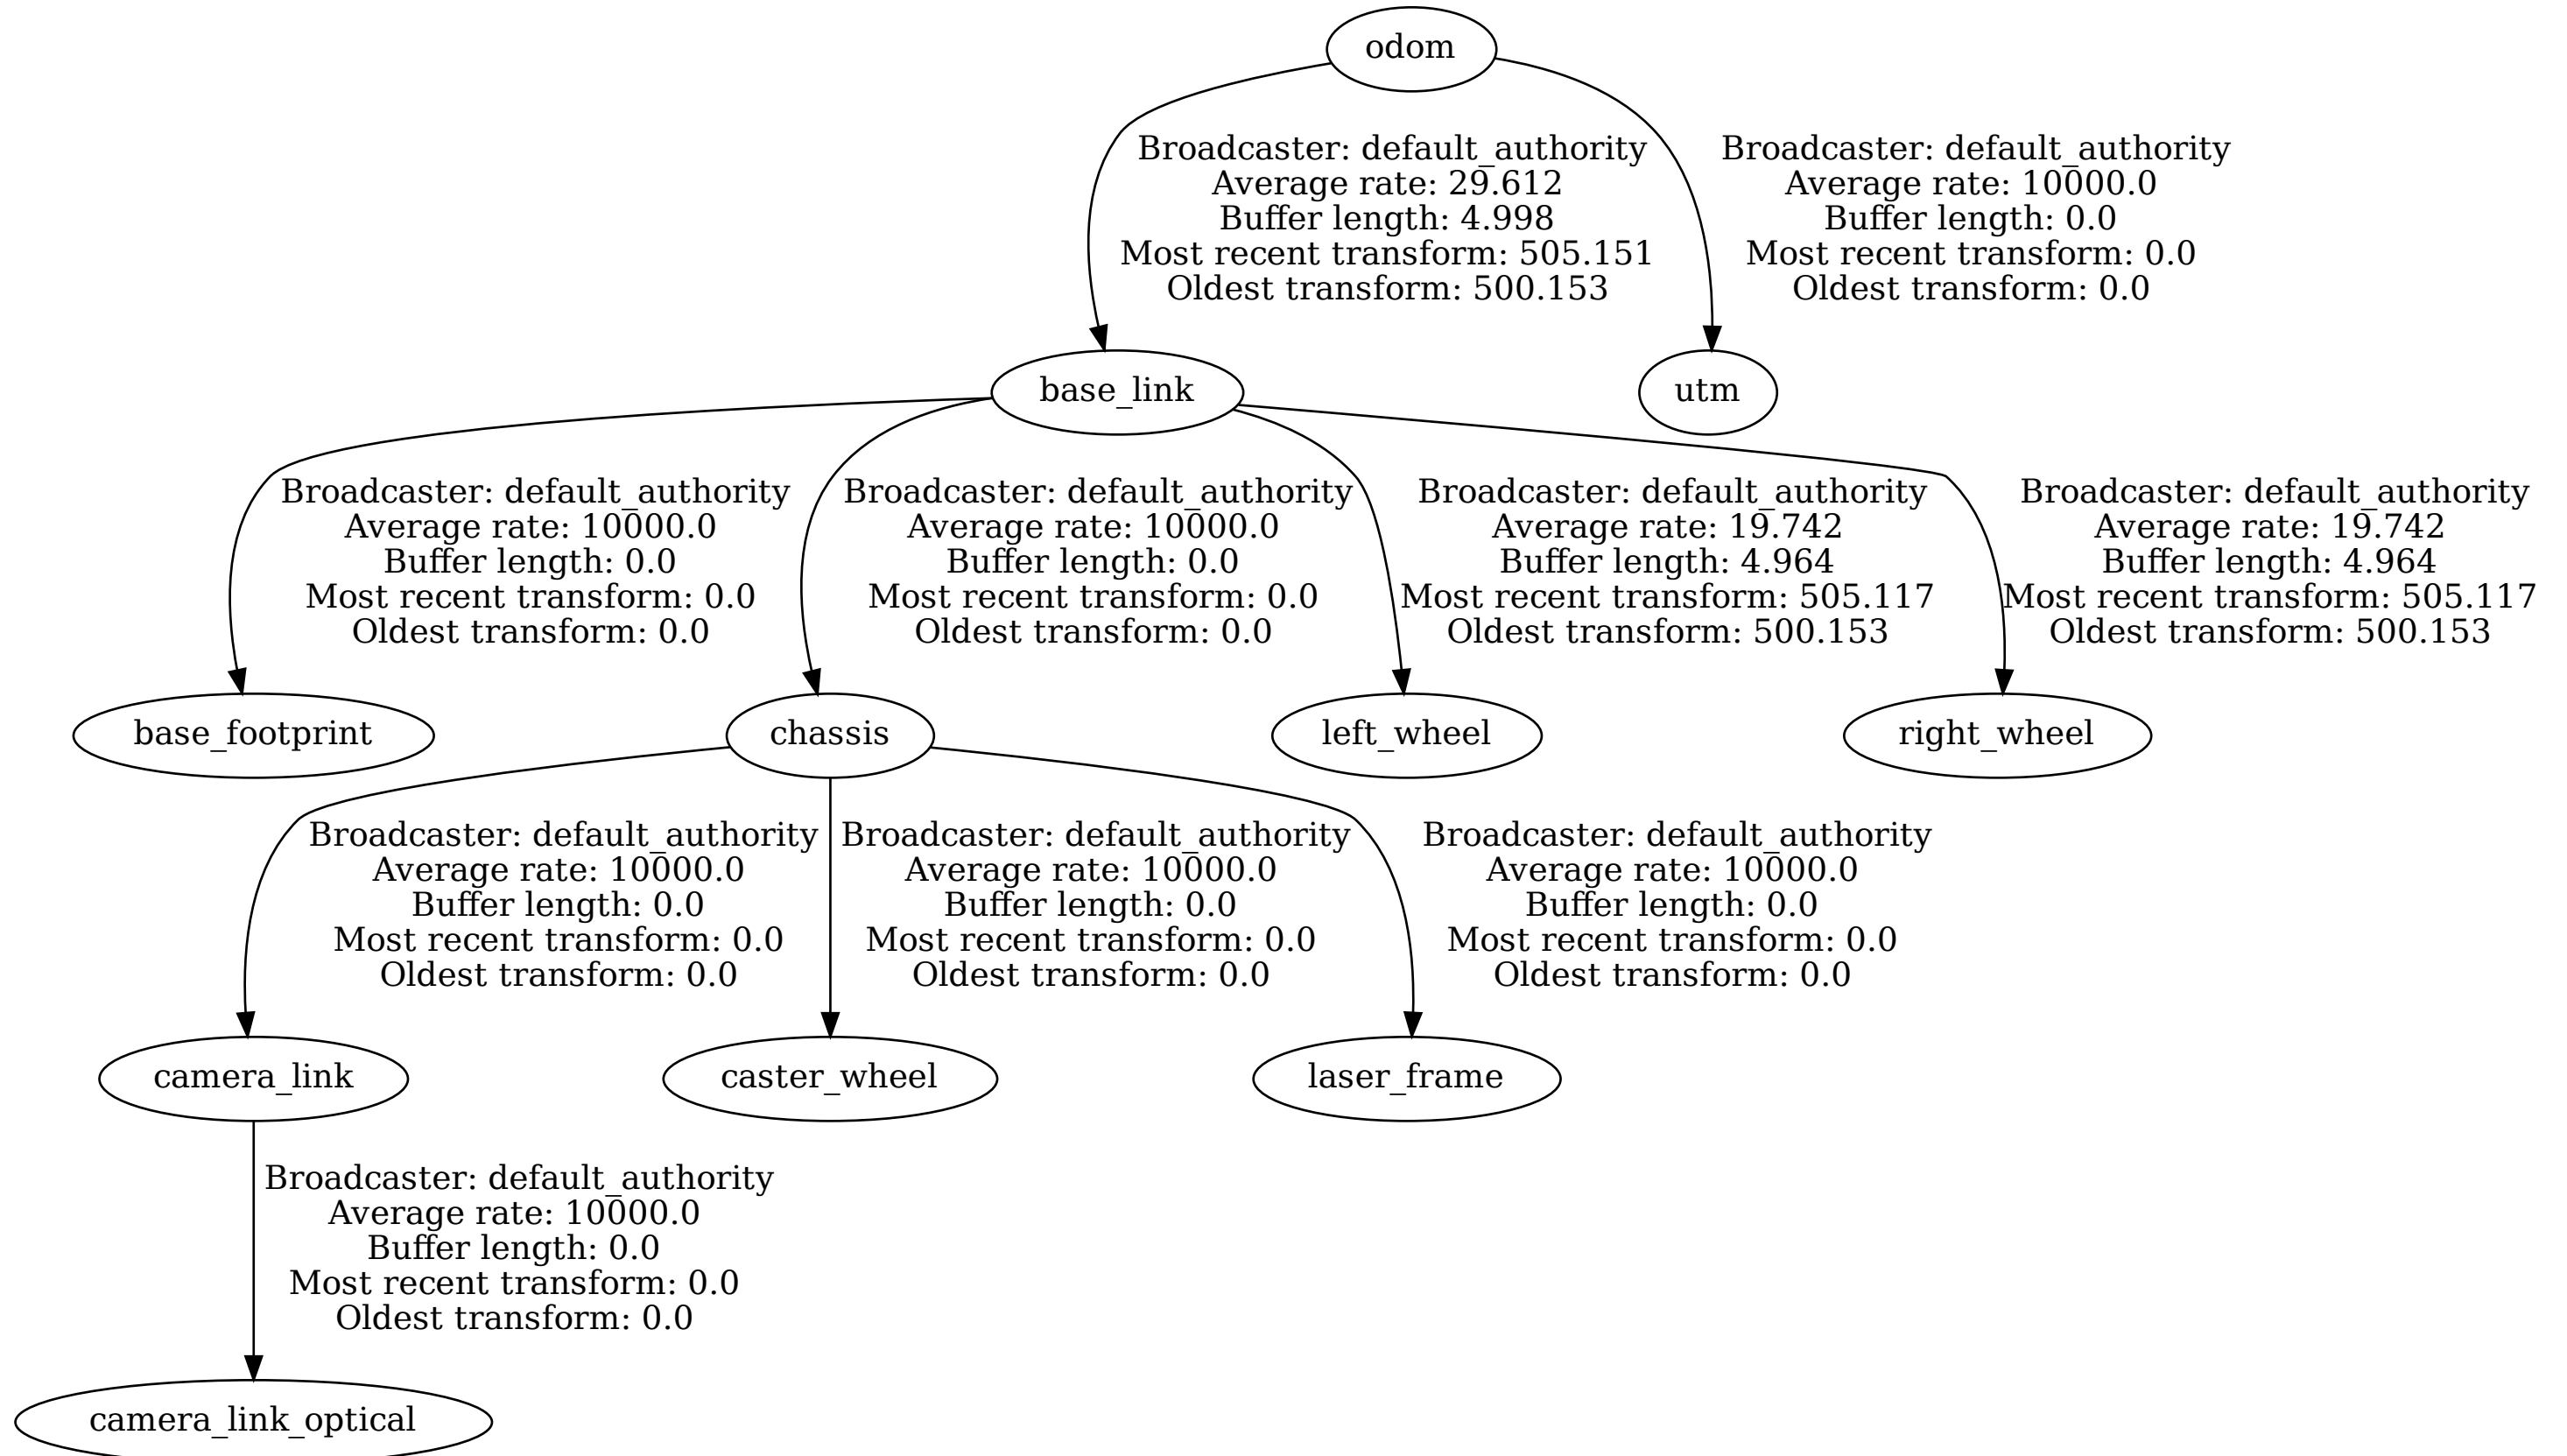 odom
Broadcaster: default_authority
Average rate: 29.612
Buffer length: 4.998
Most recent transform: 505.151
Oldest transform: 500.153
Broadcaster: default_authority
Average rate: 10000.0
Buffer length: 0.0
Most recent transform: 0.0
Oldest transform: 0.0
base_link
utm
Broadcaster: default_authority
Average rate: 10000.0
Buffer length: 0.0
Most recent transform: 0.0
Oldest transform: 0.0
Broadcaster: default_authority
Average rate: 10000.0
Buffer length: 0.0
Most recent transform: 0.0
Oldest transform: 0.0
Broadcaster: default_authority
Average rate: 19.742
Buffer length: 4.964
Most recent transform: 505.117
Oldest transform: 500.153
Broadcaster: default_authority
Average rate: 19.742
Buffer length: 4.964
Most recent transform: 505.117
Oldest transform: 500.153
base_footprint
chassis
left_wheel
right_wheel
Broadcaster: default_authority
Average rate: 10000.0
Buffer length: 0.0
Most recent transform: 0.0
Oldest transform: 0.0
Broadcaster: default_authority
Average rate: 10000.0
Buffer length: 0.0
Most recent transform: 0.0
Oldest transform: 0.0
Broadcaster: default_authority
Average rate: 10000.0
Buffer length: 0.0
Most recent transform: 0.0
Oldest transform: 0.0
camera_link
caster_wheel
laser_frame
Broadcaster: default_authority
Average rate: 10000.0
Buffer length: 0.0
Most recent transform: 0.0
Oldest transform: 0.0
camera_link_optical